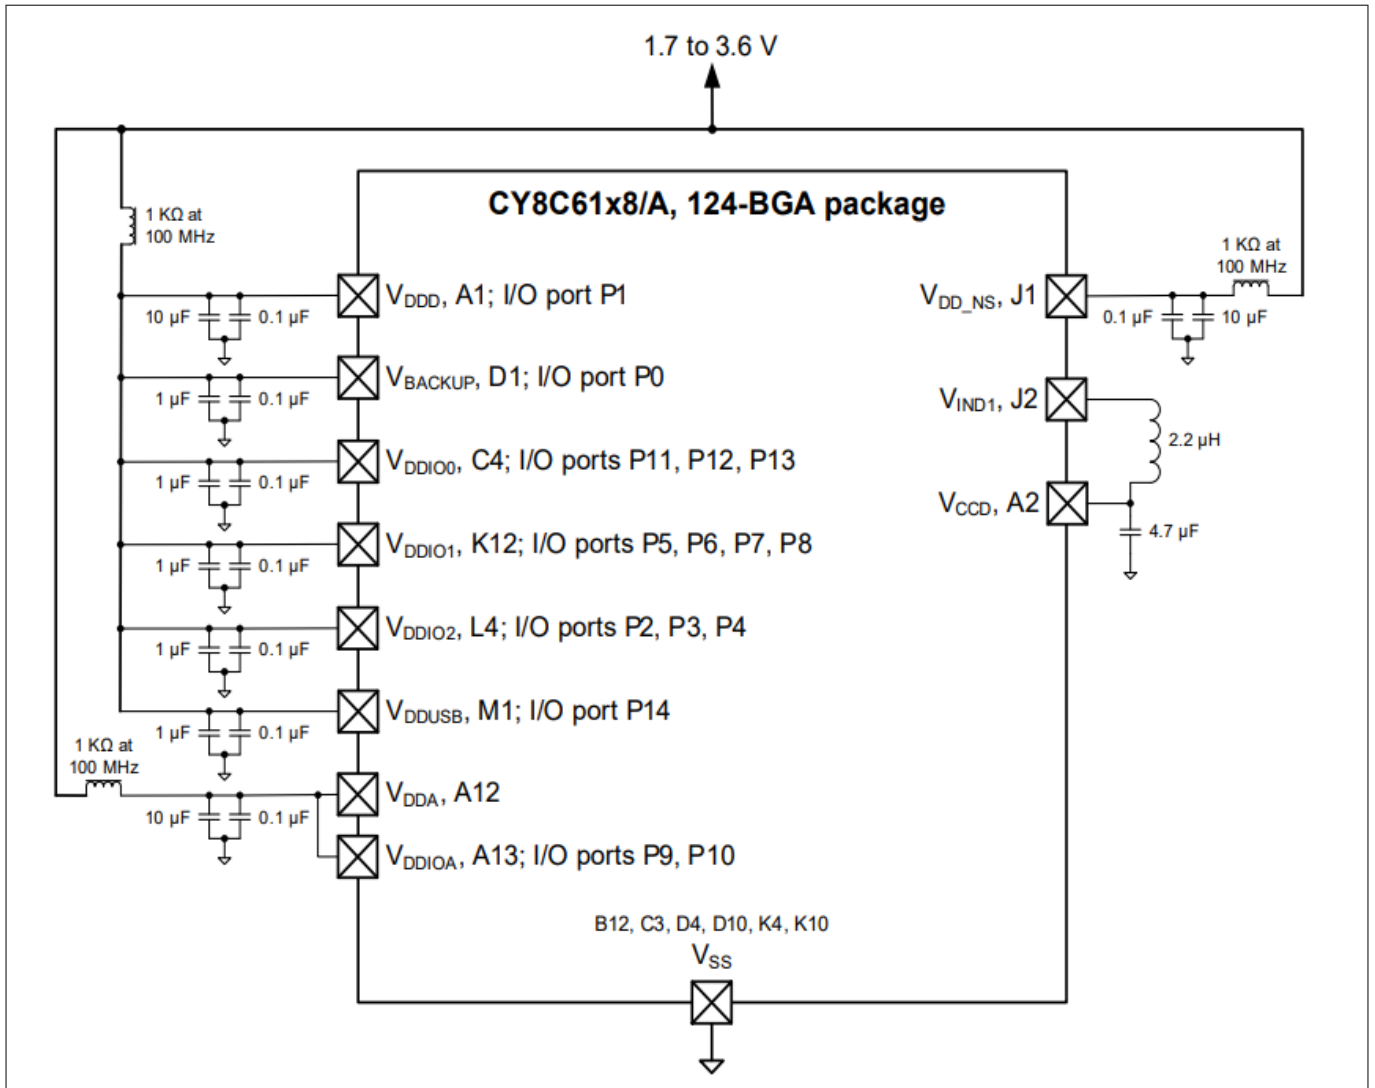 1.7 to 3.6 V
CY8C61x8/A, 124-BGA package
1 KΩ at
100 MHz
1 KΩ at
100 MHz
VDDD, A1; I/O port P1
10 µF
0.1 µF
VDD_NS, J1
0.1 µF
10 µF
VBACKUP, D1; I/O port P0
1 µF
0.1 µF
VIND1, J2
2.2 µH
VDDIO0, C4; I/O ports P11, P12, P13
1 µF
0.1 µF
VCCD, A2
4.7 µF
VDDIO1, K12; I/O ports P5, P6, P7, P8
1 µF
0.1 µF
VDDIO2, L4; I/O ports P2, P3, P4
1 µF
0.1 µF
VDDUSB, M1; I/O port P14
1 µF
0.1 µF
1 KΩ at
100 MHz
VDDA, A12
10 µF
0.1 µF
VDDIOA, A13; I/O ports P9, P10
B12, C3, D4, D10, K4, K10
VSS